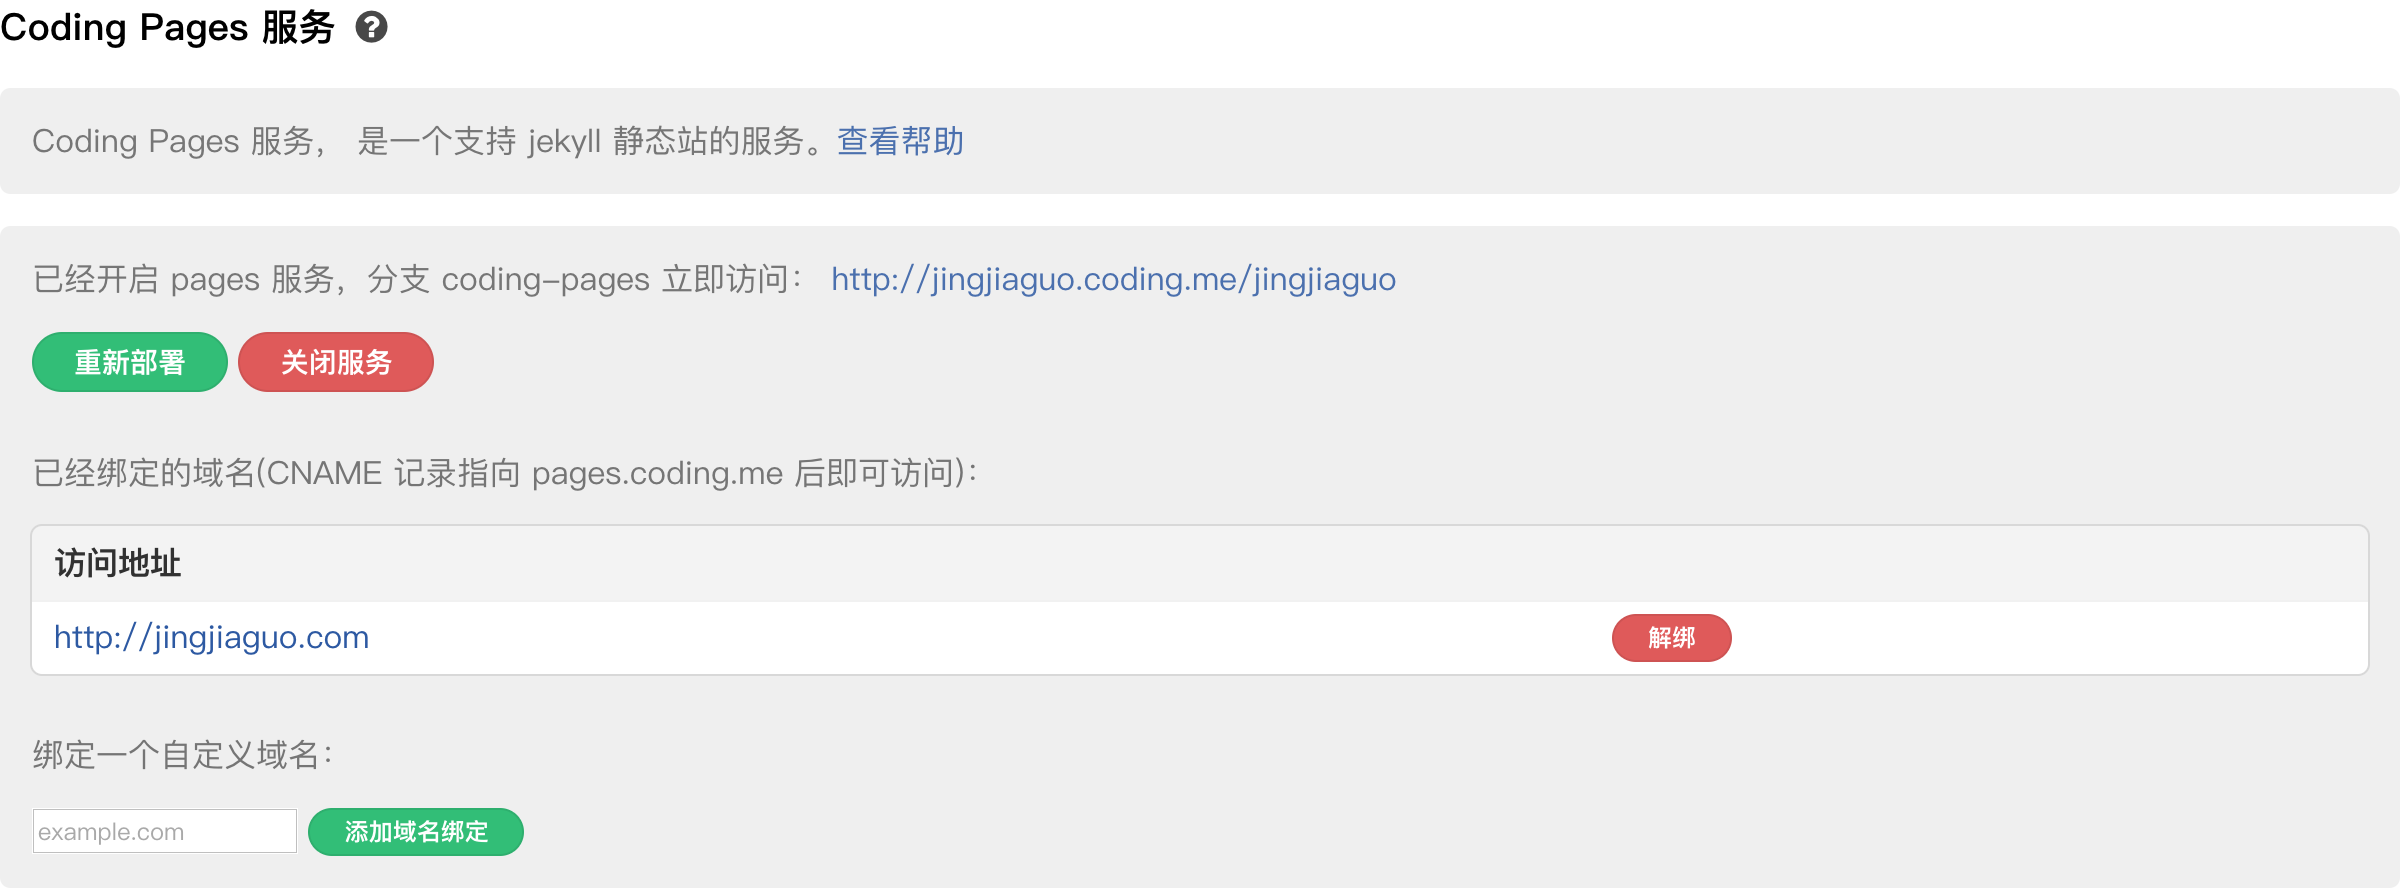 Coding Pages 服务 ?
Coding Pages 服务， 是一个支持 jekyll 静态站的服务。查看帮助
已经开启 pages 服务，分支 coding-pages 立即访问： http://jingjiaguo.coding.me/jingjiaguo
重新部署 关闭服务
已经绑定的域名(CNAME 记录指向 pages.coding.me 后即可访问)：
访问地址
http://jingjiaguo.com 解绑
绑定一个自定义域名：
example.com 添加域名绑定